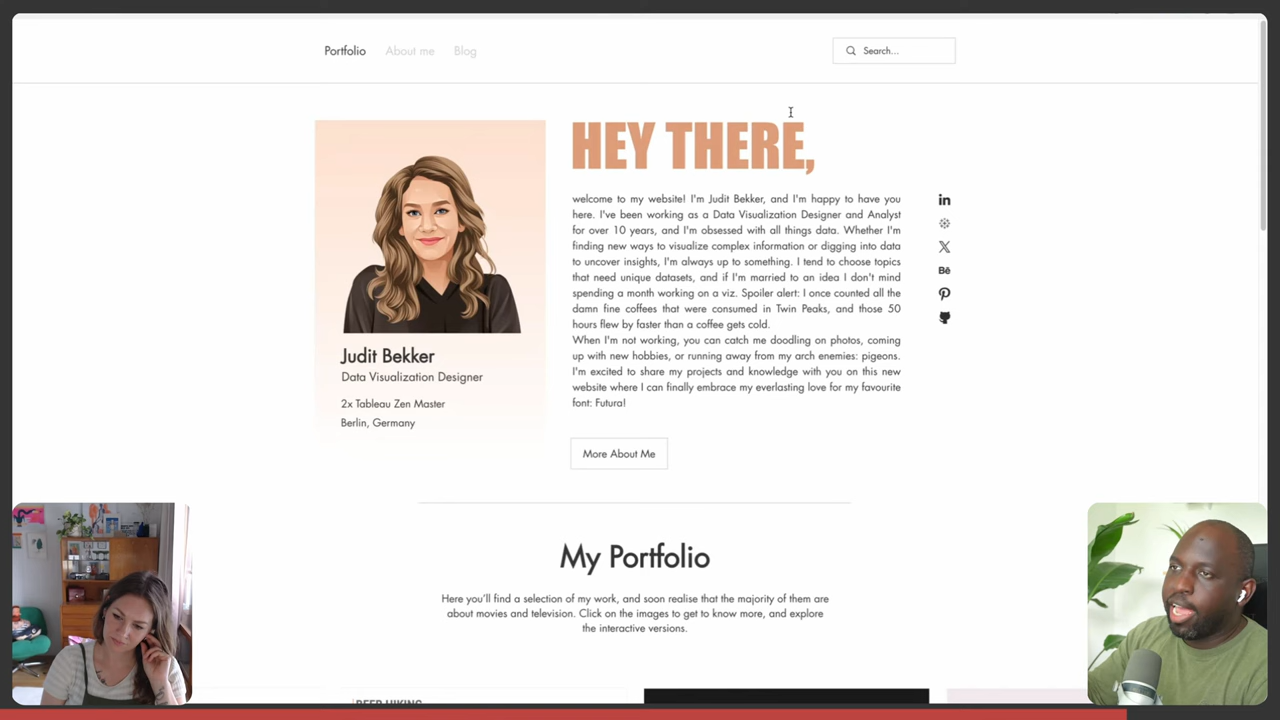 Portfolio About me Blog
Search...
HEY THERE,
welcome to my website! I'm Judit Bekker, and I'm happy to have you
here. I've been working as a Data Visualization Designer and Analyst
for over 10 years, and I'm obsessed with all things data. Whether I'm
finding new ways to visualize complex information or digging into data
to uncover insights, I'm always up to something. I tend to choose topics
that need unique datasets, and if I'm married to an idea I don't mind
spending a month working on a viz. Spoiler alert: I once counted all the
damn fine coffees that were consumed in Twin Peaks, and those 50
hours flew by faster than a coffee gets cold.
When I'm not working, you can catch me doodling on photos, coming
up with new hobbies, or running away from my arch enemies: pigeons.
I'm excited to share my projects and knowledge with you on this new
website where I can finally embrace my everlasting love for my favourite
font: Futura!
in
Bē
Judit Bekker
Data Visualization Designer
2x Tableau Zen Master
Berlin, Germany
More About Me
My Portfolio
Here you'll find a selection of my work, and soon realise that the majority of them are
about movies and television. Click on the images to get to know more, and explore
the interactive versions.
BEER HIKING